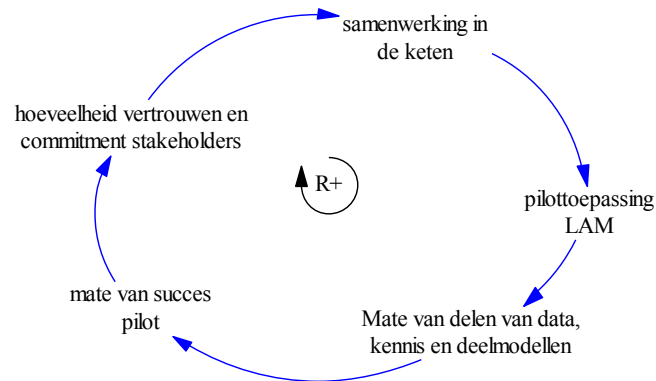 samenwerking in
de keten
hoeveelheid vertrouwen en
commitment stakeholders
R+
pilottoepassing
LAM
mate van succes
pilot
Mate van delen van data,
kennis en deelmodellen